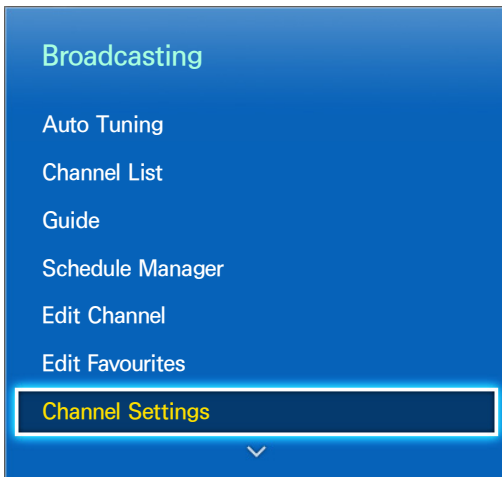 Broadcasting
Auto Tuning
Channel List
Guide
Schedule Manager
Edit Channel
Edit Favourites
Channel Settings